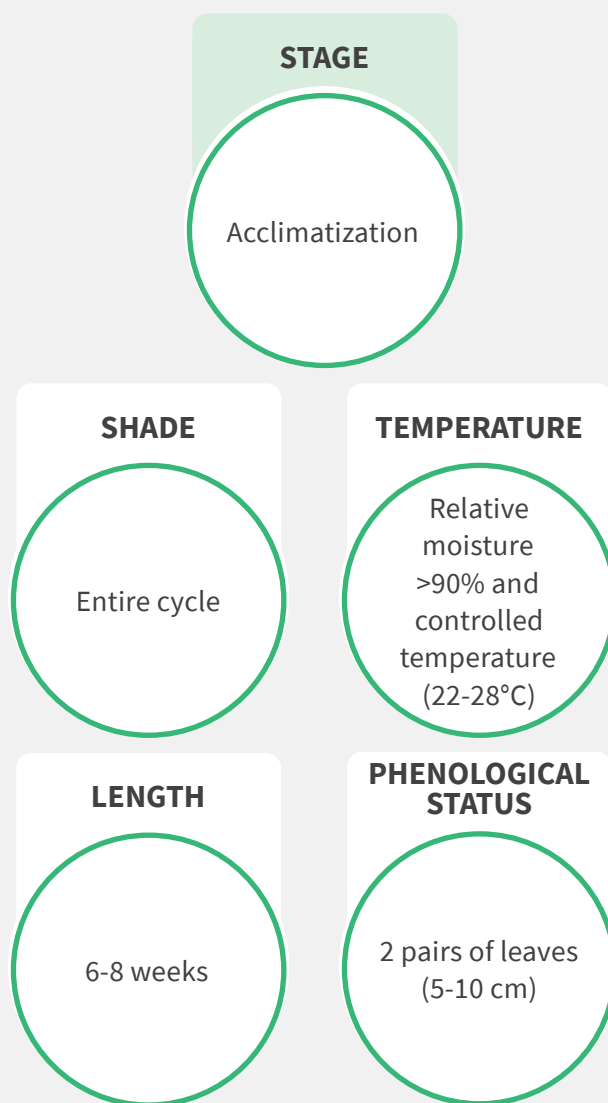 STAGE
Acclimatization
SHADE
Entire cycle
TEMPERATURE
Relative
moisture
>90% and
controlled
temperature
(22-28°C)
LENGTH
6-8 weeks
PHENOLOGICAL
STATUS
2 pairs of leaves
(5-10 cm)